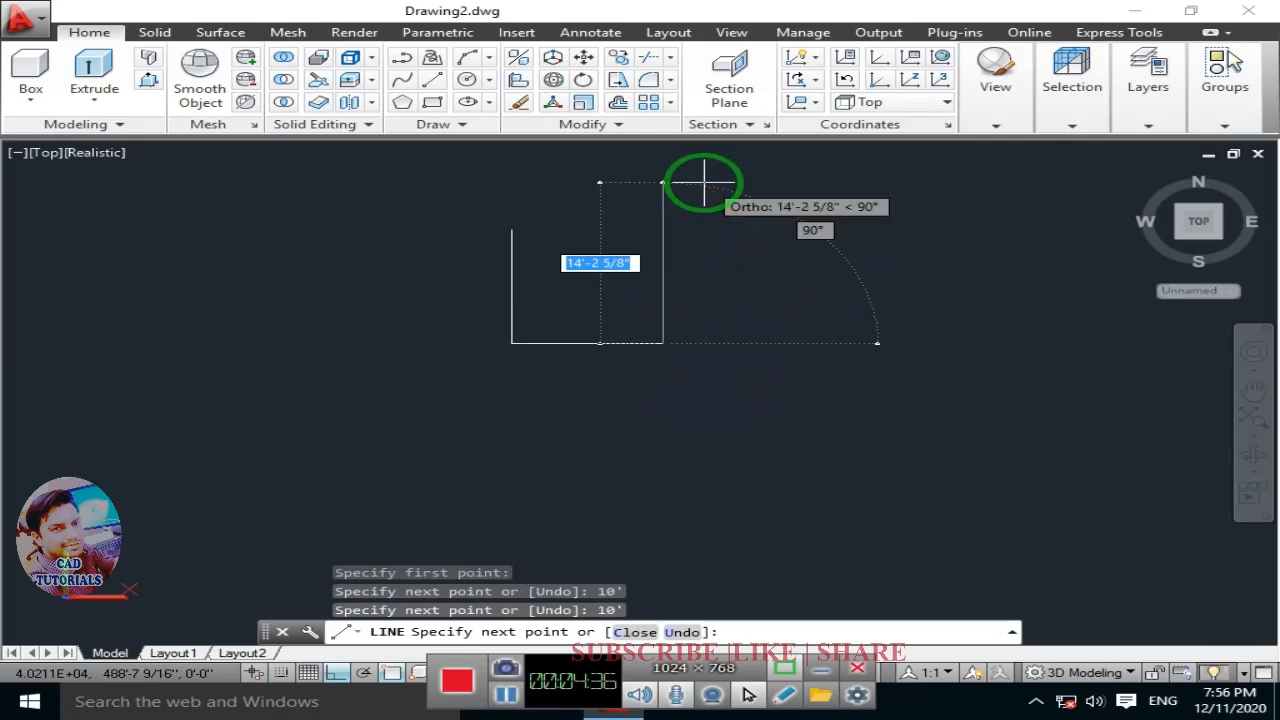 Drawing2.dwg
Home Solid Surface Mesh Render Parametric Insert Annotate Layout View Manage Output Plug-ins Online Express Tools
Box
Extrude
Smooth
Object
Section
Plane
Top
View
Selection
Layers
Groups
Modeling
Mesh
Solid Editing
Draw
Modify
Section
Coordinates
[−][Top][Realistic]
N
W TOP E
S
Unnamed
Ortho: 14'-2 5/8" < 90°
90°
14'-2 5/8"
CAD
TUTORIALS
Specify first point:
Specify next point or [Undo]: 10'
Specify next point or [Undo]: 10'
LINE Specify next point or [Close Undo]:
Model Layout1 Layout2
SUBSCRIBE |LIKE | SHARE
4.0211E+04, 488'-7 9/16", 0'-0"
1024 × 768
1:1
3D Modeling
00:04:36
Search the web and Windows
ENG
7:56 PM
12/11/2020